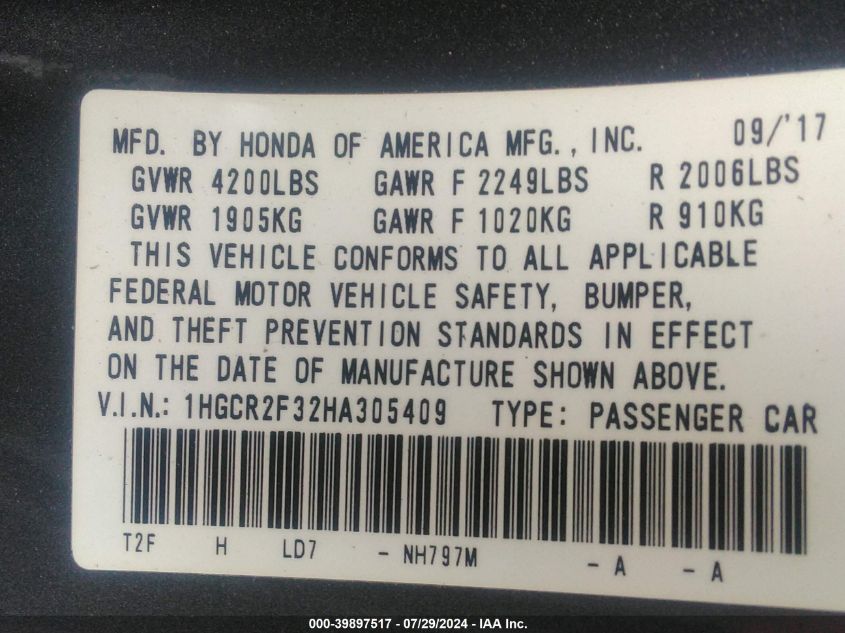 MFD. BY HONDA OF AMERICA MFG., INC. 09/'17
GVWR 4200LBS GAWR F 2249LBS R 2006LBS
GVWR 1905KG GAWR F 1020KG R 910KG
THIS VEHICLE CONFORMS TO ALL APPLICABLE
FEDERAL MOTOR VEHICLE SAFETY, BUMPER,
AND THEFT PREVENTION STANDARDS IN EFFECT
ON THE DATE OF MANUFACTURE SHOWN ABOVE.
V.I.N.: 1HGCR2F32HA305409 TYPE: PASSENGER CAR
T2F H LD7 - NH797M - A - A
000-39897517 / 07/29/2024 - IAA Inc.